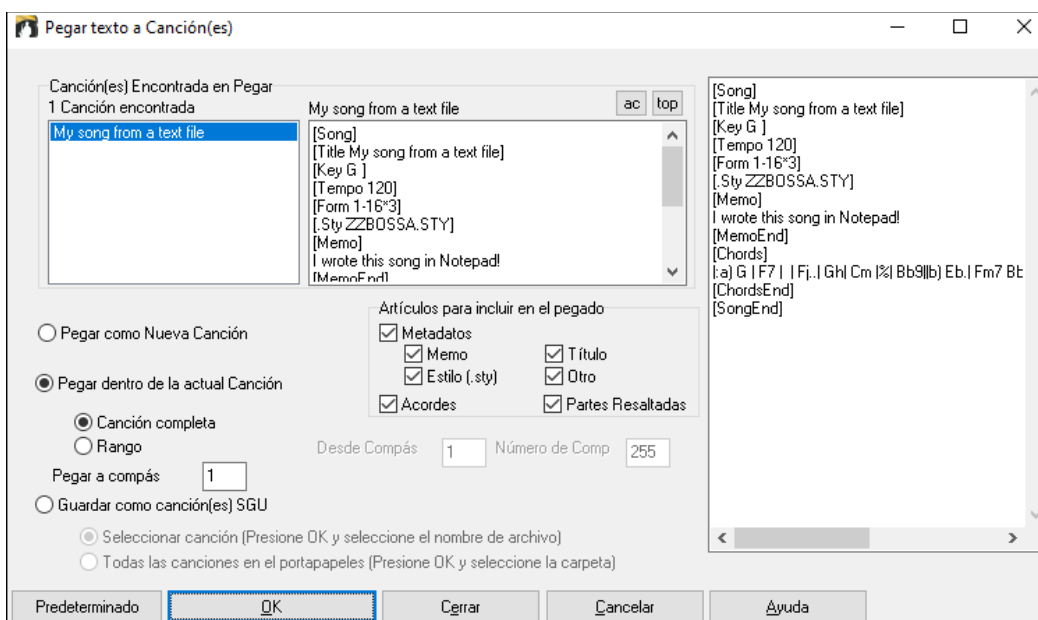 Pegar texto a Canción(es)
Canción(es) Encontrada en Pegar
1 Canción encontrada
My song from a text file
My song from a text file
ac
top
[Song]
[Title My song from a text file]
[Key G ]
[Tempo 120]
[Form 1-16*3]
[.Sty ZZBOSSA.STY]
[Memo]
I wrote this song in Notepad!
[MemoEnd]
Pegar como Nueva Canción
Pegar dentro de la actual Canción
Canción completa
Rango
Pegar a compás 1
Artículos para incluir en el pegado
Metadatos
Memo
Título
Estilo (.sty)
Otro
Acordes
Partes Resaltadas
Desde Compás 1 Número de Comp 255
Guardar como canción(es) SGU
Seleccionar canción (Presione OK y seleccione el nombre de archivo)
Todas las canciones en el portapapeles (Presione OK y seleccione la carpeta)
[Song]
[Title My song from a text file]
[Key G ]
[Tempo 120]
[Form 1-16*3]
[.Sty ZZBOSSA.STY]
[Memo]
I wrote this song in Notepad!
[MemoEnd]
[Chords]
|:a) G | F7 | | Fj..| Gh| Cm |%| Bb9||b) Eb.| Fm7
[ChordsEnd]
[SongEnd]
Predeterminado
OK
Cerrar
Cancelar
Ayuda